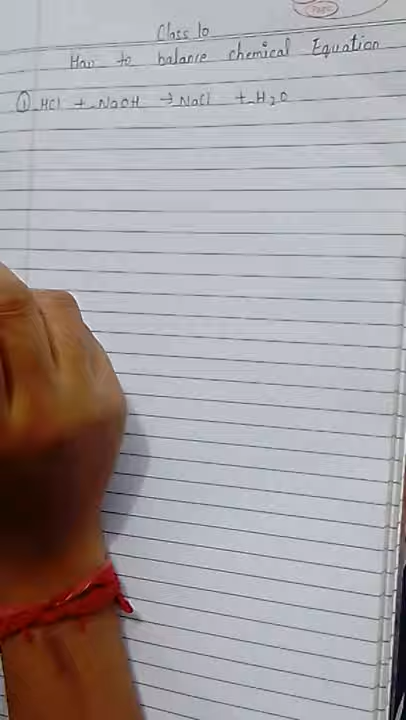 Class 10
How to balance chemical Equation
① HCl + NaOH → NaCl + H2O